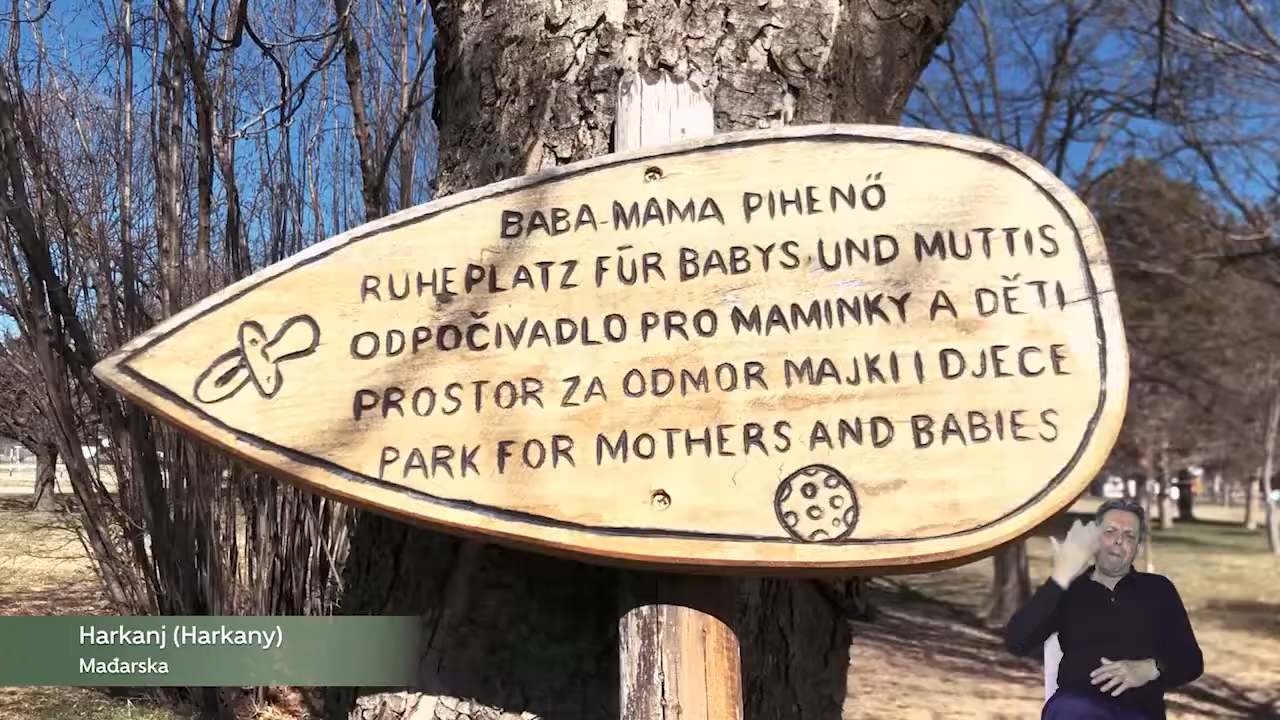 BABA-MAMA PIHENŐ
RUHEPLATZ FŪR BABYS UND MUTTIS
ODPOČIVADLO PRO MAMINKY A DĚTI
PROSTOR ZA ODMOR MAJKI I DJECE
PARK FOR MOTHERS AND BABIES
Harkanj (Harkany)
Mađarska